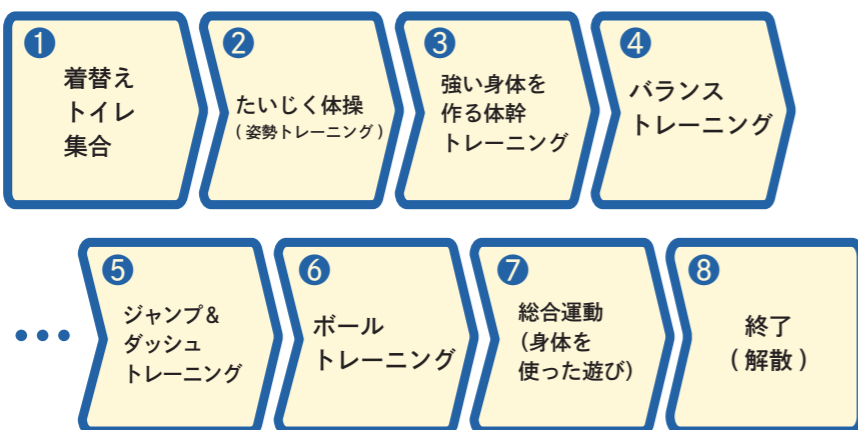 1
着替え
トイレ
集合
2
たいじく体操
(姿勢トレーニング)
3
強い身体を
作る体幹
トレーニング
4
バランス
トレーニング
5
ジャンプ&
ダッシュ
トレーニング
6
ボール
トレーニング
7
総合運動
(身体を
使った遊び)
8
終了
(解散)